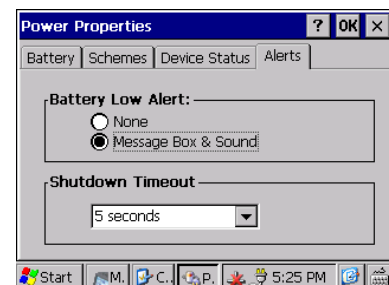 Power Properties ? OK ×
Battery Schemes Device Status Alerts
Battery Low Alert:
None
Message Box & Sound
Shutdown Timeout
5 seconds
Start M. C.. P. 5:25 PM